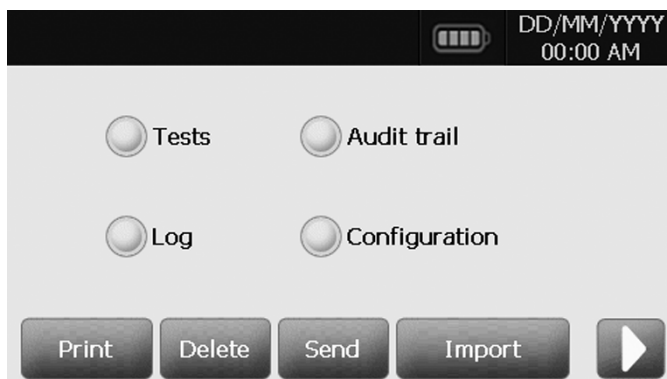 DD/MM/YYYY
00:00 AM
Tests Audit trail
Log Configuration
Print Delete Send Import